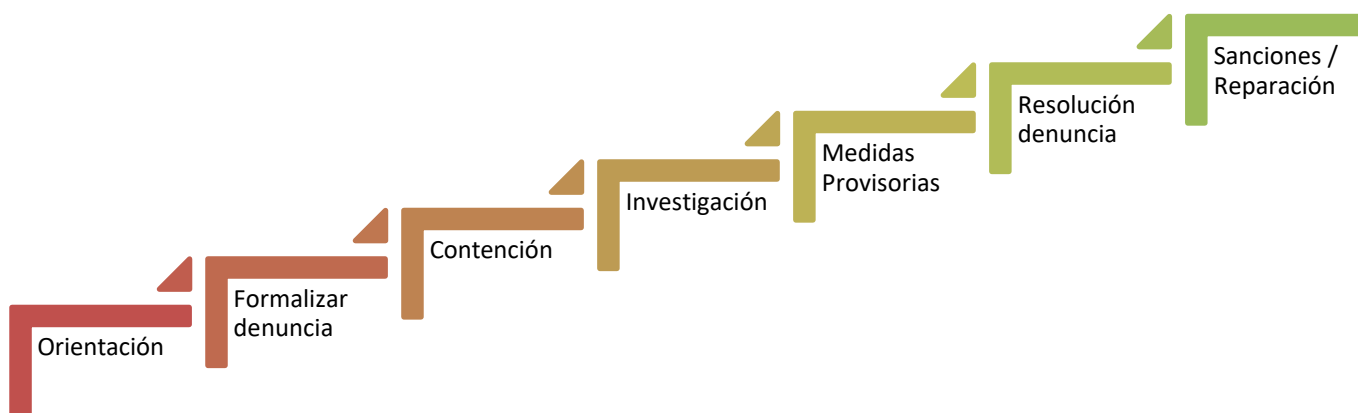 Orientación
Formalizar
denuncia
Contención
Investigación
Medidas
Provisorias
Resolución
denuncia
Sanciones /
Reparación